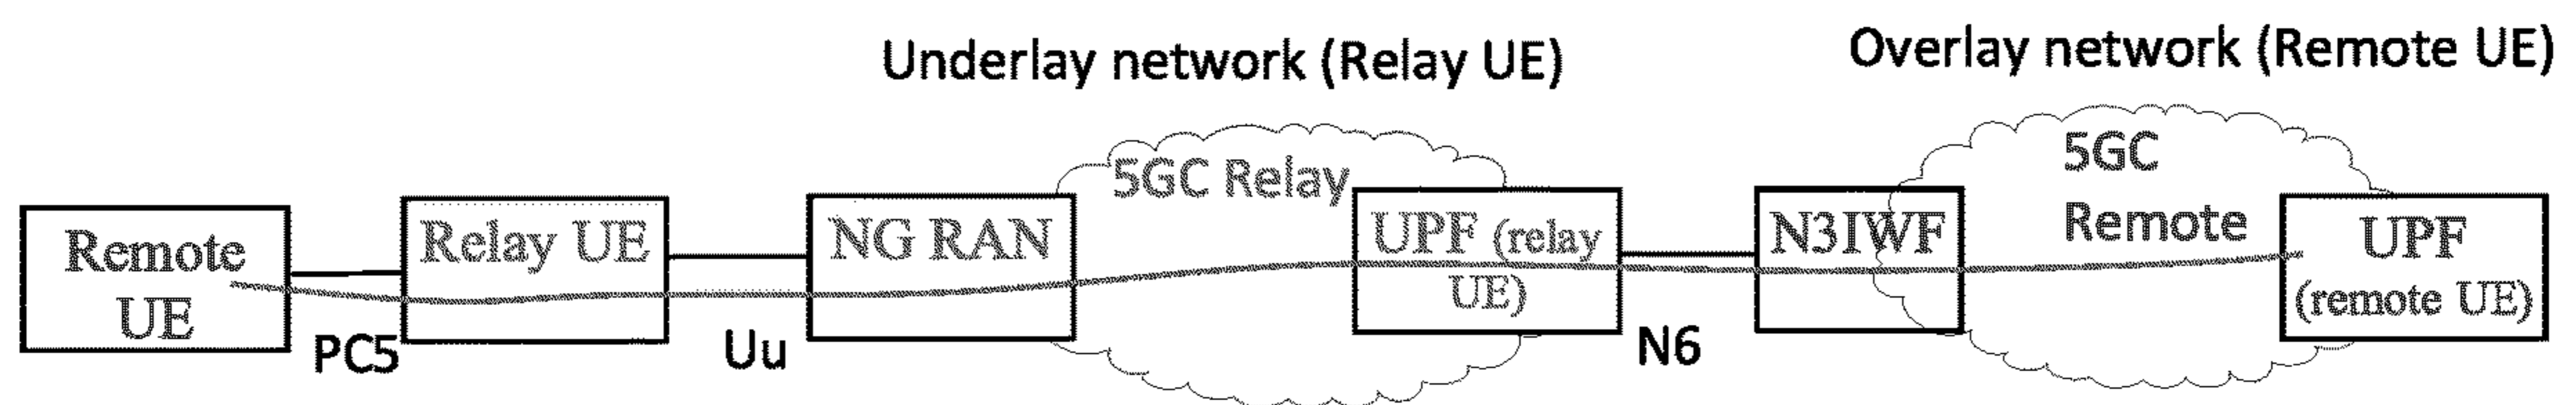 Underlay network (Relay UE)
Overlay network (Remote UE)
5GC Relay
5GC
Remote
Remote
UE
Relay UE
NG RAN
UPF (relay
UE)
N3IWF
UPF
(remote UE)
PC5
Uu
N6